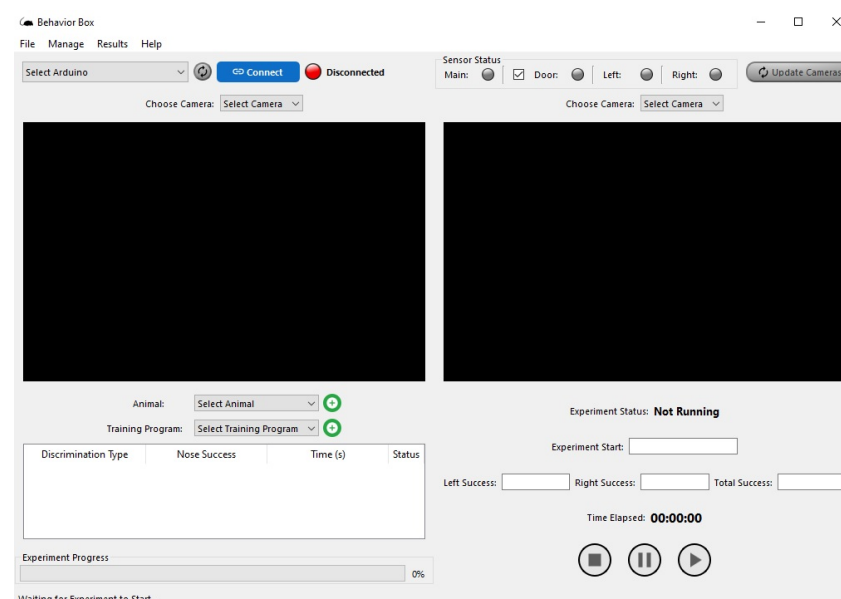 Behavior Box
File Manage Results Help
Select Arduino Connect Disconnected
Sensor Status
Main: Door: Left: Right: Update Cameras
Choose Camera: Select Camera
Choose Camera: Select Camera
Animal: Select Animal
Training Program: Select Training Program
Discrimination Type Nose Success Time (s) Status
Experiment Progress
0%
Waiting for Experiment to Start
Experiment Status: Not Running
Experiment Start:
Left Success: Right Success: Total Success:
Time Elapsed: 00:00:00